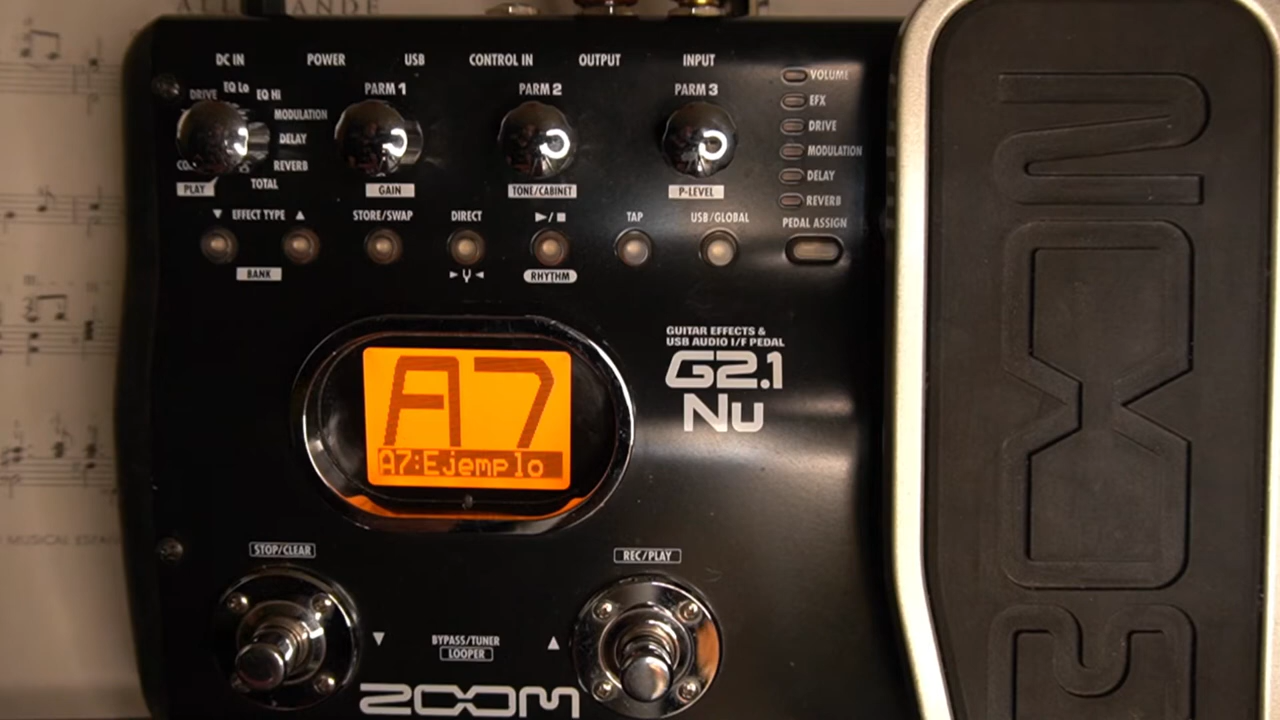 ALLEMANDE
DC IN POWER USB CONTROL IN OUTPUT INPUT
DRIVE EQ Lo EQ Hi
MODULATION
DELAY
REVERB
TOTAL
PLAY
PARM 1 PARM 2 PARM 3
GAIN TONE/CABINET P-LEVEL
VOLUME
EFX
DRIVE
MODULATION
DELAY
REVERB
PEDAL ASSIGN
▼ EFFECT TYPE ▲ STORE/SWAP DIRECT ►/■ TAP USB/GLOBAL
BANK RHYTHM
GUITAR EFFECTS &
USB AUDIO I/F PEDAL
G2.1
Nu
A7
A7:Ejemplo
STOP/CLEAR REC/PLAY
▼ BYPASS/TUNER ▲
LOOPER
ZOOM
ZOOM